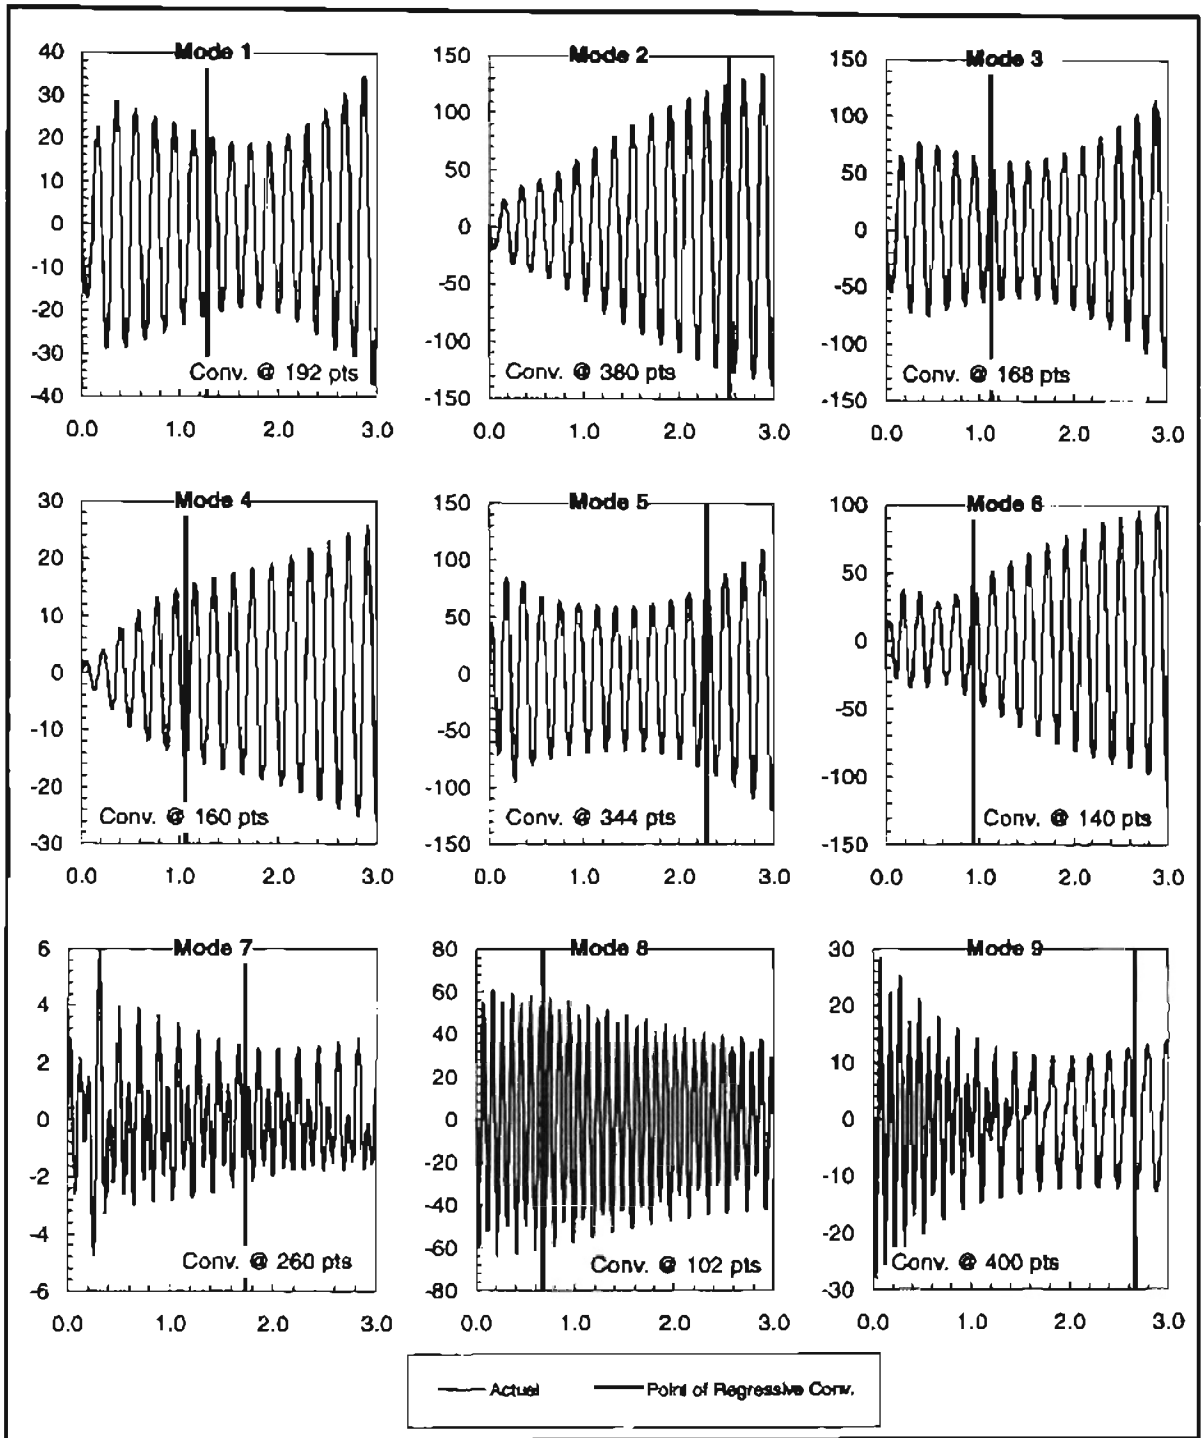 Mode 1
40
30
20
10
0
-10
-20
-30
-40
Conv. @ 192 pts
0.0 1.0 2.0 3.0
Mode 2
150
100
50
0
-50
-100
-150
Conv. @ 380 pts
0.0 1.0 2.0 3.0
Mode 3
150
100
50
0
-50
-100
-150
Conv. @ 168 pts
0.0 1.0 2.0 3.0
Mode 4
30
20
10
0
-10
-20
-30
Conv. @ 160 pts
0.0 1.0 2.0 3.0
Mode 5
150
100
50
0
-50
-100
-150
Conv. @ 344 pts
0.0 1.0 2.0 3.0
Mode 6
100
50
0
-50
-100
-150
Conv. @ 140 pts
0.0 1.0 2.0 3.0
Mode 7
6
4
2
0
-2
-4
-6
Conv. @ 260 pts
0.0 1.0 2.0 3.0
Mode 8
80
60
40
20
0
-20
-40
-60
-80
Conv. @ 102 pts
0.0 1.0 2.0 3.0
Mode 9
30
20
10
0
-10
-20
-30
Conv. @ 400 pts
0.0 1.0 2.0 3.0
Actual Point of Regressive Conv.